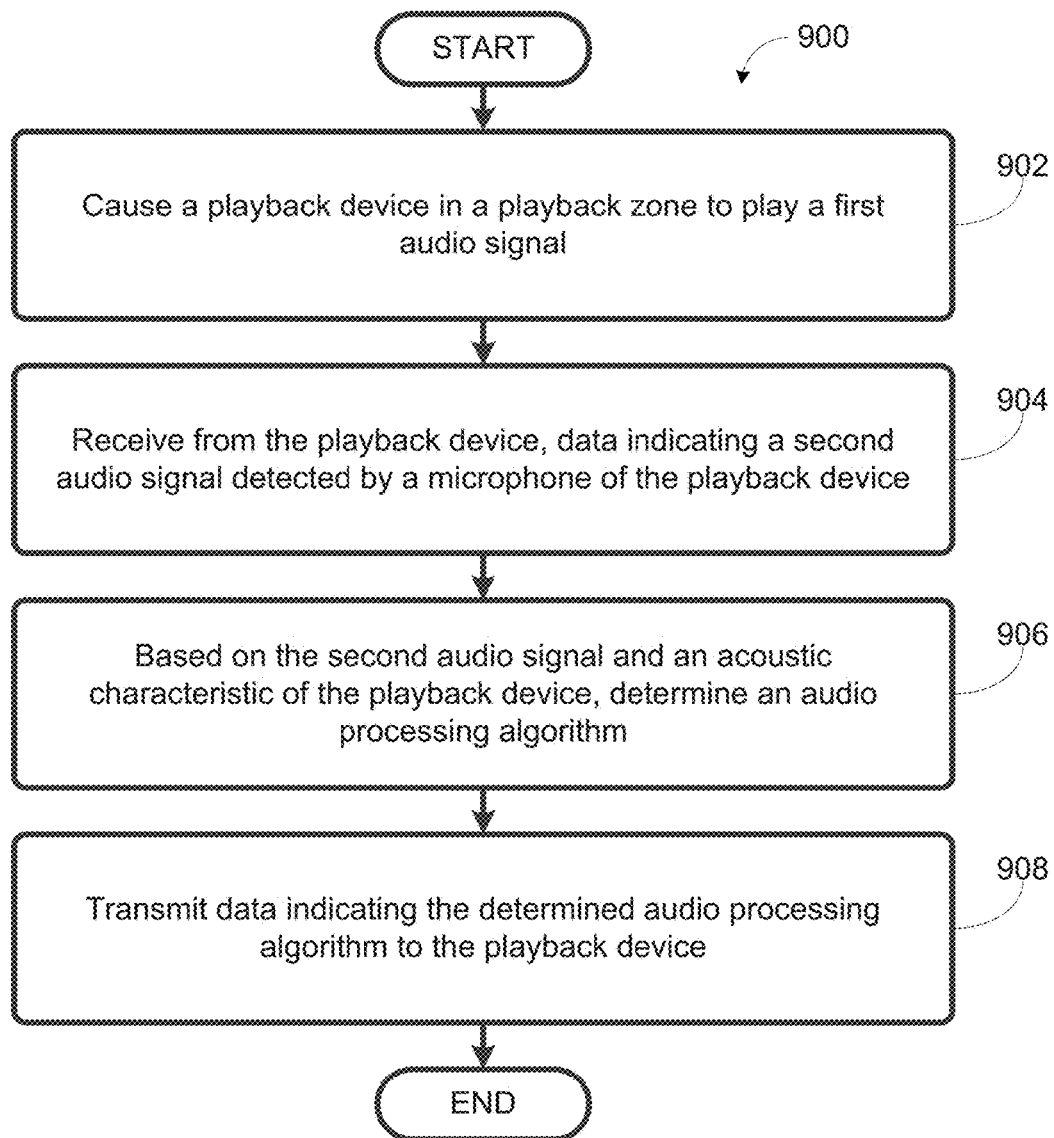 START
900
902
Cause a playback device in a playback zone to play a first
audio signal
904
Receive from the playback device, data indicating a second
audio signal detected by a microphone of the playback device
906
Based on the second audio signal and an acoustic
characteristic of the playback device, determine an audio
processing algorithm
908
Transmit data indicating the determined audio processing
algorithm to the playback device
END